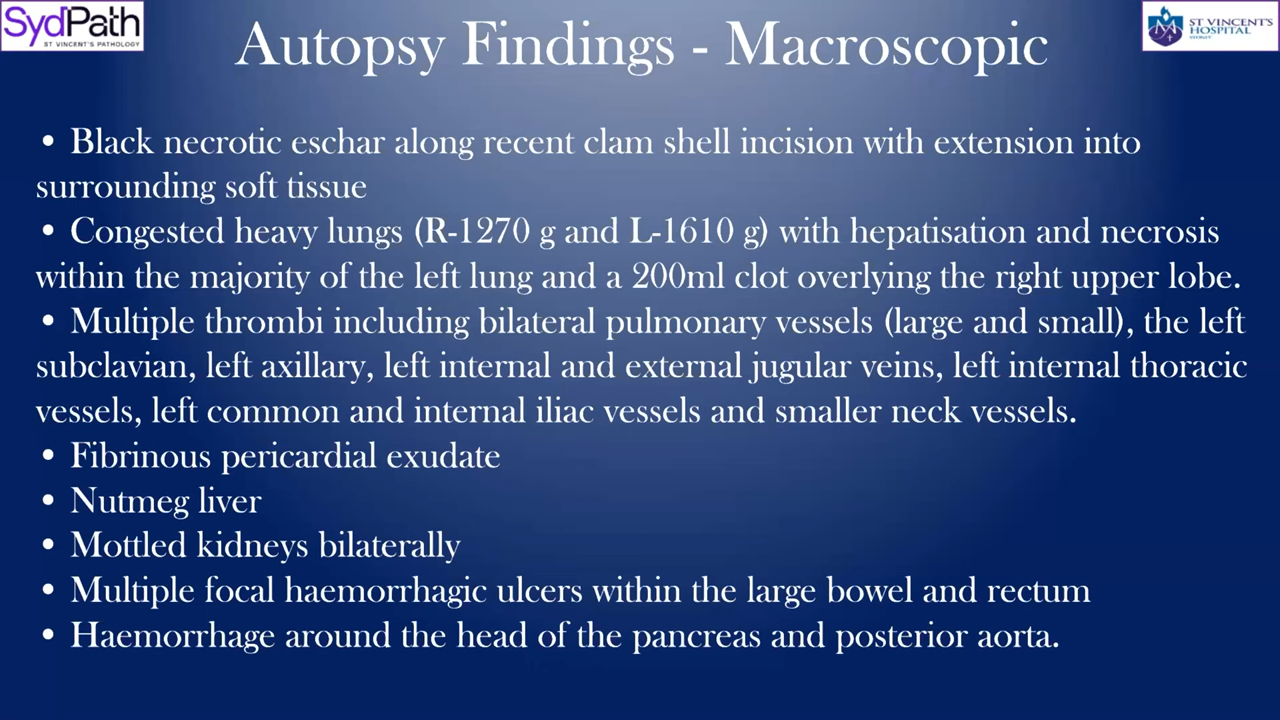 SydPath
ST VINCENT'S PATHOLOGY
ST VINCENT'S
HOSPITAL
SYDNEY
Autopsy Findings - Macroscopic
• Black necrotic eschar along recent clam shell incision with extension into
surrounding soft tissue
• Congested heavy lungs (R-1270 g and L-1610 g) with hepatisation and necrosis
within the majority of the left lung and a 200ml clot overlying the right upper lobe.
• Multiple thrombi including bilateral pulmonary vessels (large and small), the left
subclavian, left axillary, left internal and external jugular veins, left internal thoracic
vessels, left common and internal iliac vessels and smaller neck vessels.
• Fibrinous pericardial exudate
• Nutmeg liver
• Mottled kidneys bilaterally
• Multiple focal haemorrhagic ulcers within the large bowel and rectum
• Haemorrhage around the head of the pancreas and posterior aorta.